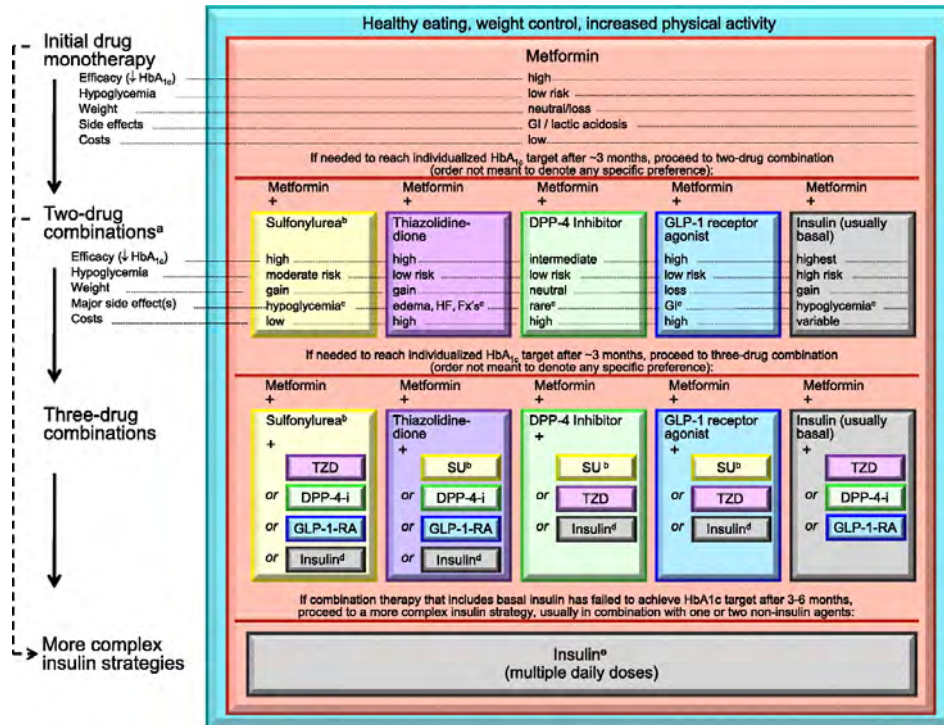 Healthy eating, weight control, increased physical activity
Initial drug
monotherapy
Metformin
Efficacy (↓ HbA1c) high
Hypoglycemia low risk
Weight neutral/loss
Side effects GI / lactic acidosis
Costs low
If needed to reach individualized HbA1c target after ~3 months, proceed to two-drug combination
(order not meant to denote any specific preference):
Metformin Metformin Metformin Metformin Metformin
+ + + + +
Two-drug
combinationsa
Sulfonylureab Thiazolidine- DPP-4 Inhibitor GLP-1 receptor Insulin (usually
dione agonist basal)
Efficacy (↓ HbA1c) high high intermediate high highest
Hypoglycemia moderate risk low risk low risk low risk high risk
Weight gain gain neutral loss gain
Major side effect(s) hypoglycemiac edema, HF, Fx'sc rarec GIc hypoglycemiac
Costs low high high high variable
If needed to reach individualized HbA1c target after ~3 months, proceed to three-drug combination
(order not meant to denote any specific preference):
Metformin Metformin Metformin Metformin Metformin
+ + + + +
Three-drug
combinations
Sulfonylureab Thiazolidine- DPP-4 Inhibitor GLP-1 receptor Insulin (usually
dione agonist basal)
+ + + + +
TZD SUb SUb SUb TZD
or DPP-4-i or DPP-4-i or TZD or TZD or DPP-4-i
or GLP-1-RA or GLP-1-RA or Insulind or Insulind or GLP-1-RA
or Insulind or Insulind
If combination therapy that includes basal insulin has failed to achieve HbA1c target after 3-6 months,
proceed to a more complex insulin strategy, usually in combination with one or two non-insulin agents:
More complex
insulin strategies
Insuline
(multiple daily doses)